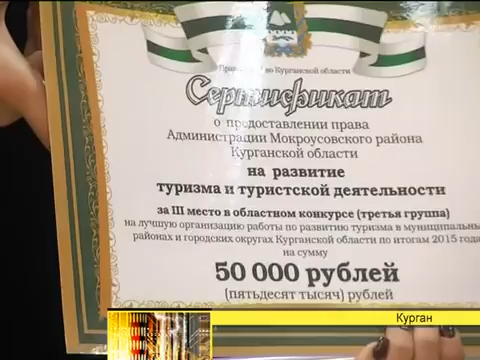 Правительство Курганской области
Сертификат
о предоставлении права
Администрации Мокроусовского района
Курганской области
на развитие
туризма и туристской деятельности
за III место в областном конкурсе (третья группа)
на лучшую организацию работы по развитию туризма в муниципальных
районах и городских округах Курганской области по итогам 2015 года
на сумму
50 000 рублей
(пятьдесят тысяч) рублей
Курган